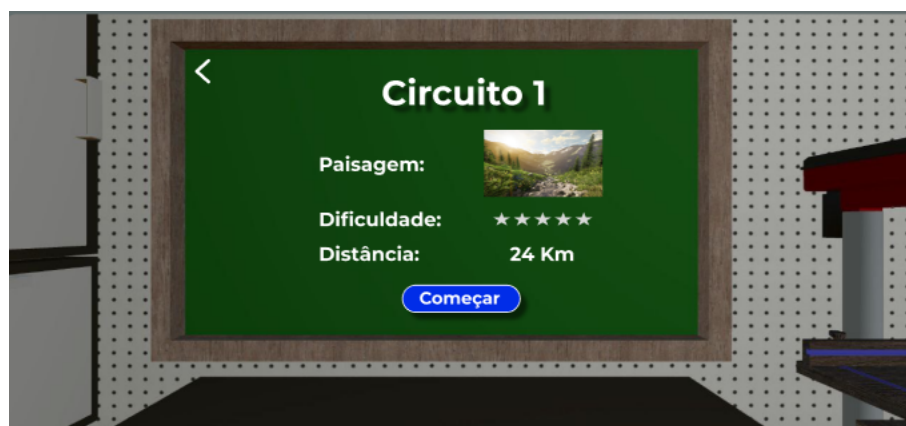 Circuito 1
Paisagem:
Dificuldade: ★★★★★
Distância: 24 Km
Começar